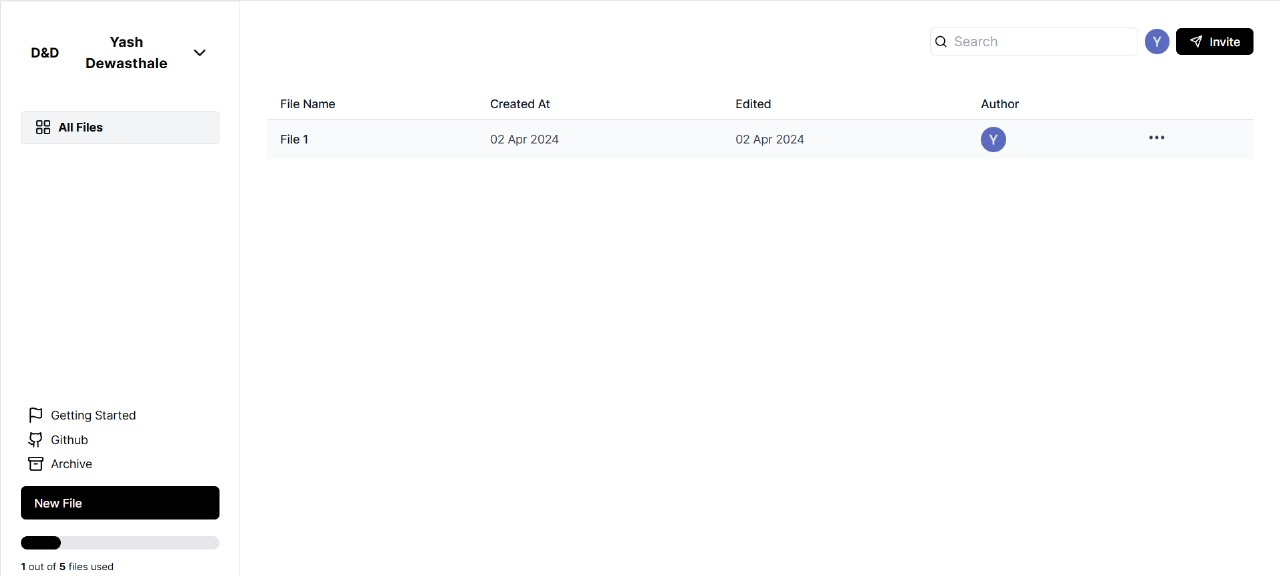 D&D
Yash
Dewasthale
All Files
Getting Started
Github
Archive
New File
1 out of 5 files used
Search
Y
Invite
File Name Created At Edited Author
File 1 02 Apr 2024 02 Apr 2024 Y •••